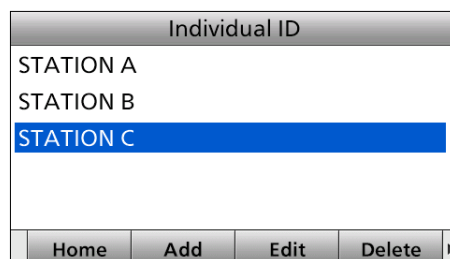 Individual ID
STATION A
STATION B
STATION C
Home Add Edit Delete